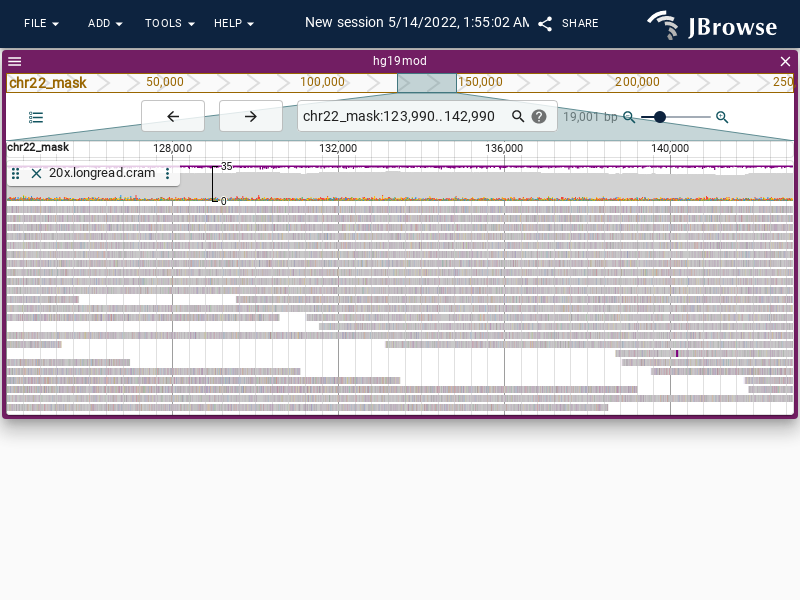 FILE ADD TOOLS HELP New session 5/14/2022, 1:55:02 AM SHARE JBrowse
hg19mod
chr22_mask 50,000 100,000 150,000 200,000 250
chr22_mask:123,990..142,990 19,001 bp
chr22_mask 128,000 132,000 136,000 140,000
20x.longread.cram 35
0